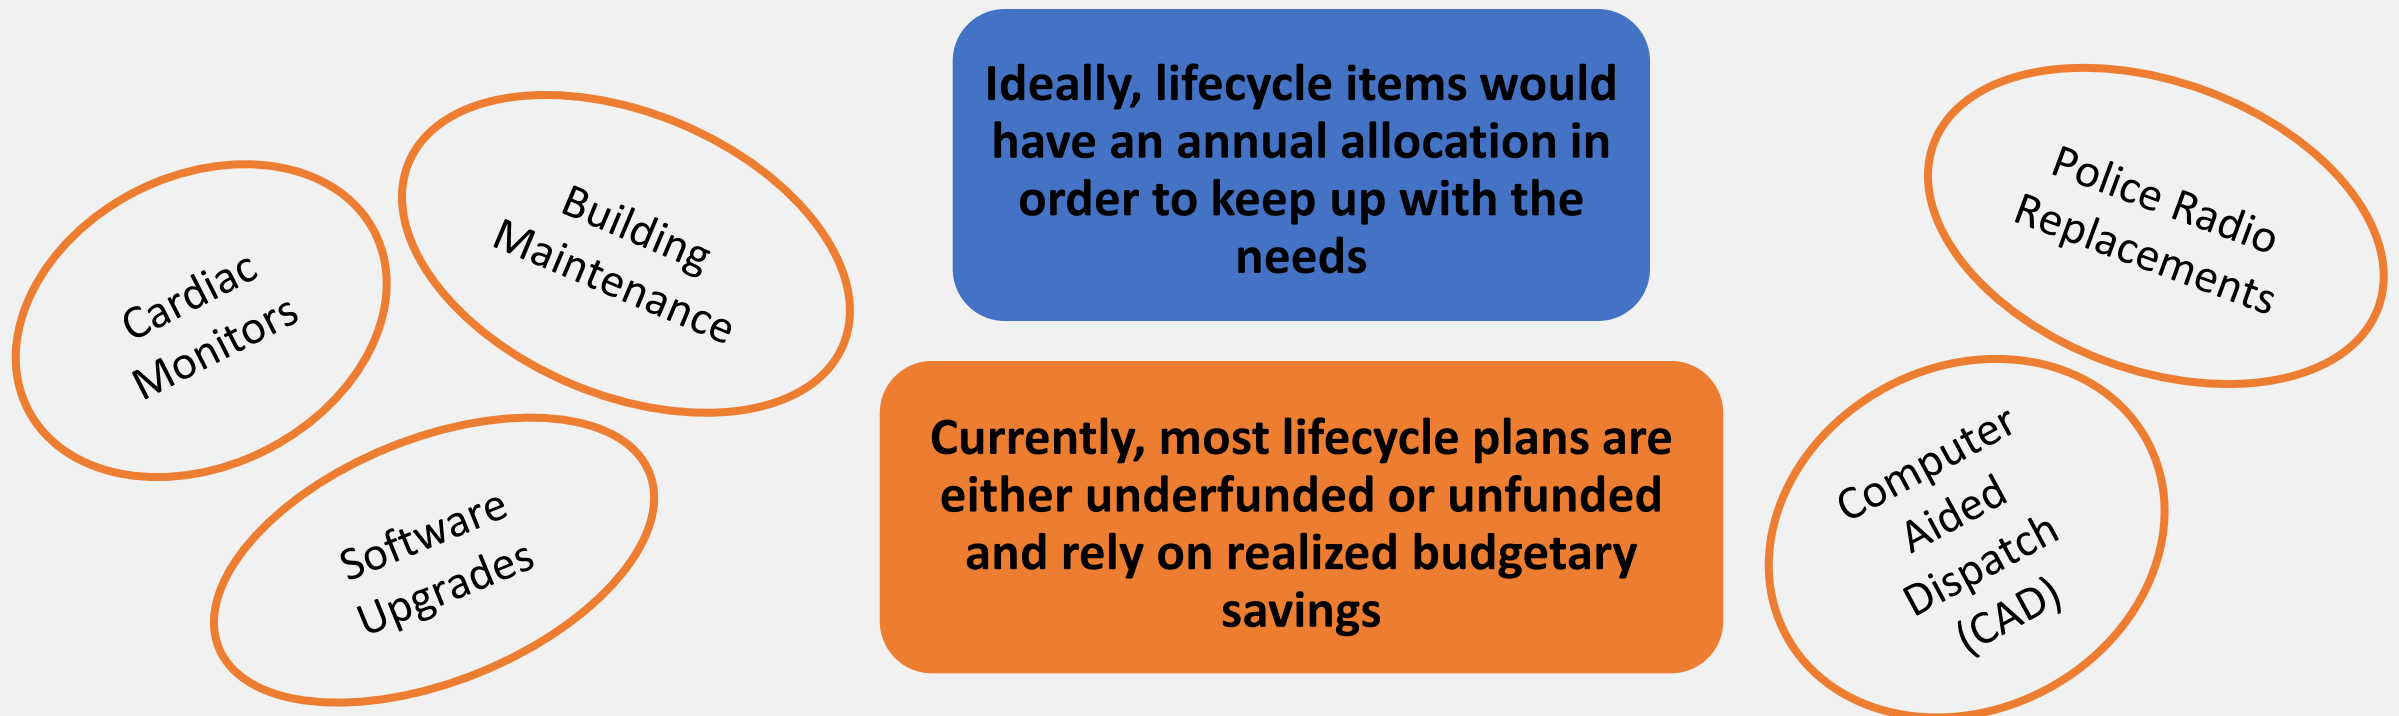 Cardiac
Monitors
Building
Maintenance
Software
Upgrades
Ideally, lifecycle items would
have an annual allocation in
order to keep up with the
needs
Currently, most lifecycle plans are
either underfunded or unfunded
and rely on realized budgetary
savings
Police Radio
Replacements
Computer
Aided
Dispatch
(CAD)